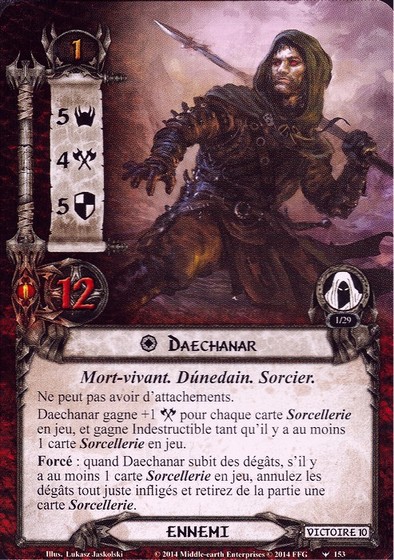 1
5
4
5
12
1/29
Daechanar
Mort-vivant. Dúnedain. Sorcier.
Ne peut pas avoir d'attachements.
Daechanar gagne +1 pour chaque carte Sorcellerie
en jeu, et gagne Indestructible tant qu'il y a au moins
1 carte Sorcellerie en jeu.
Forcé : quand Daechanar subit des dégâts, s'il y
a au moins 1 carte Sorcellerie en jeu, annulez les
dégâts tout juste infligés et retirez de la partie une
carte Sorcellerie.
ENNEMI
VICTOIRE 10
Illus. Lukasz Jaskolski
© 2014 Middle-earth Enterprises © 2014 FFG
153